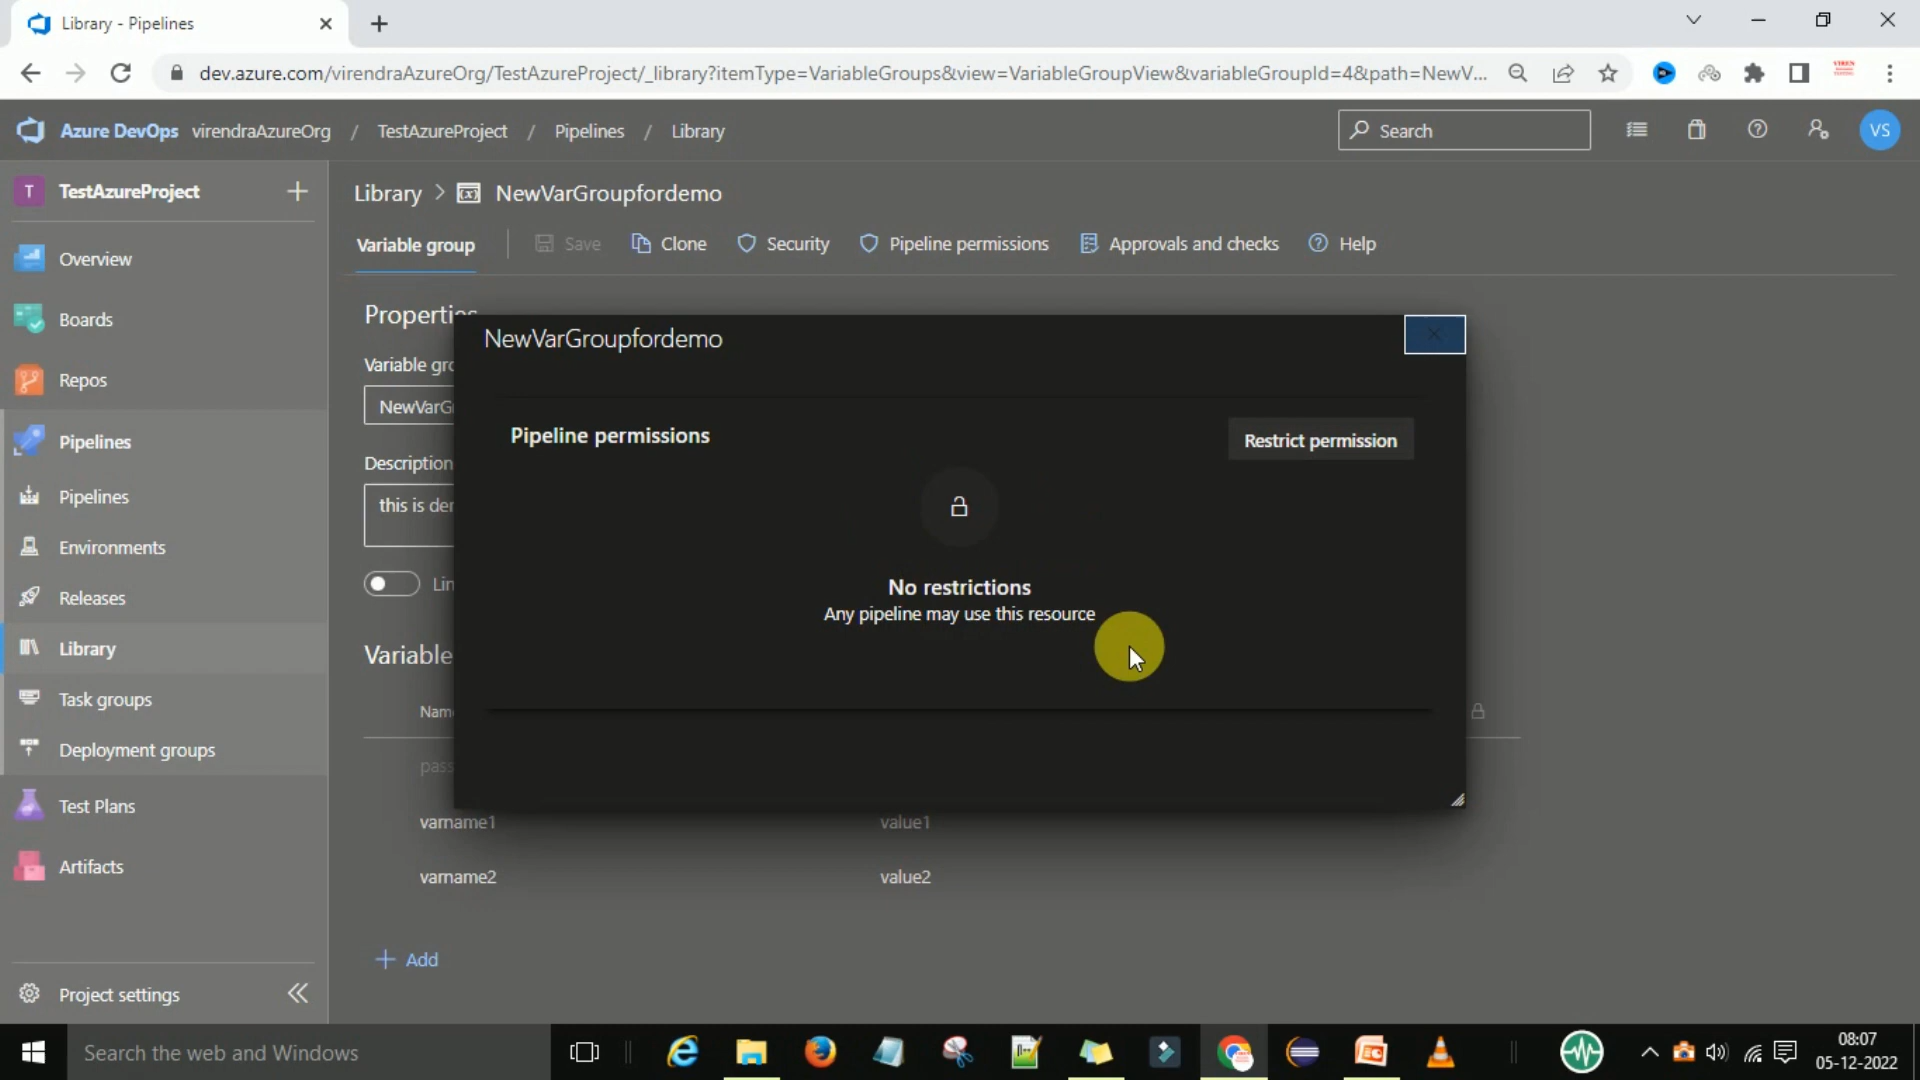 Library - Pipelines
dev.azure.com/virendraAzureOrg/TestAzureProject/_library?itemType=VariableGroups&view=VariableGroupView&variableGroupId=4&path=NewV...
VIREN
Azure DevOps virendraAzureOrg / TestAzureProject / Pipelines / Library
Search
VS
T TestAzureProject
Overview
Boards
Repos
Pipelines
Pipelines
Environments
Releases
Library
Task groups
Deployment groups
Test Plans
Artifacts
Project settings
Library > NewVarGroupfordemo
Variable group Save Clone Security Pipeline permissions Approvals and checks Help
Properties
Variable gro
NewVarG
Description
this is der
Lin
Variable
Nam
pass
varname1 value1
varname2 value2
Add
NewVarGroupfordemo
Pipeline permissions
Restrict permission
No restrictions
Any pipeline may use this resource
Search the web and Windows
08:07
05-12-2022